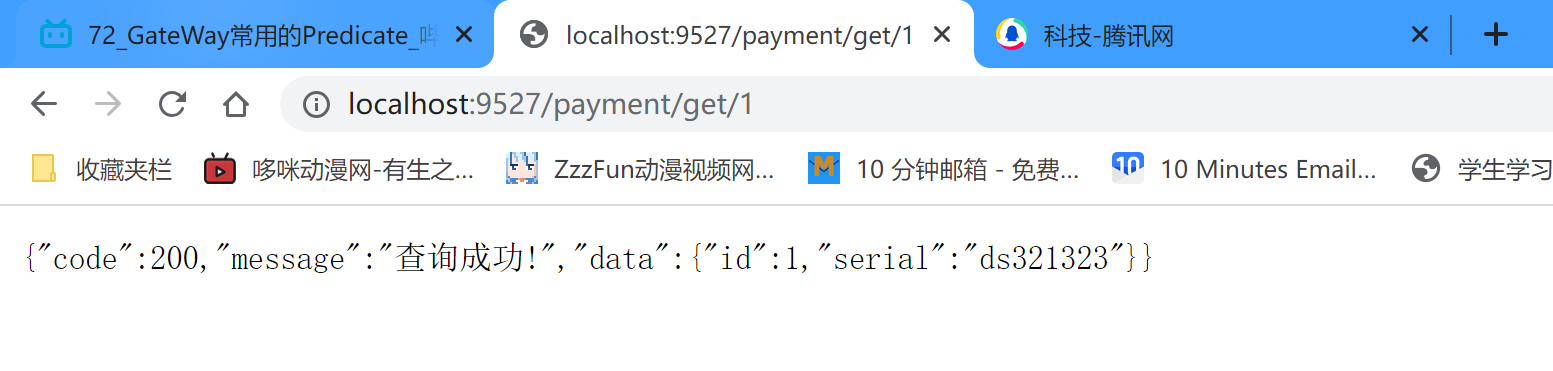 72_GateWay常用的Predicate_哔
localhost:9527/payment/get/1
科技-腾讯网
localhost:9527/payment/get/1
收藏夹栏
哆咪动漫网-有生之...
ZzzFun动漫视频网...
10 分钟邮箱 - 免费...
10 Minutes Email...
学生学习
{"code":200,"message":"查询成功!","data":{"id":1,"serial":"ds321323"}}